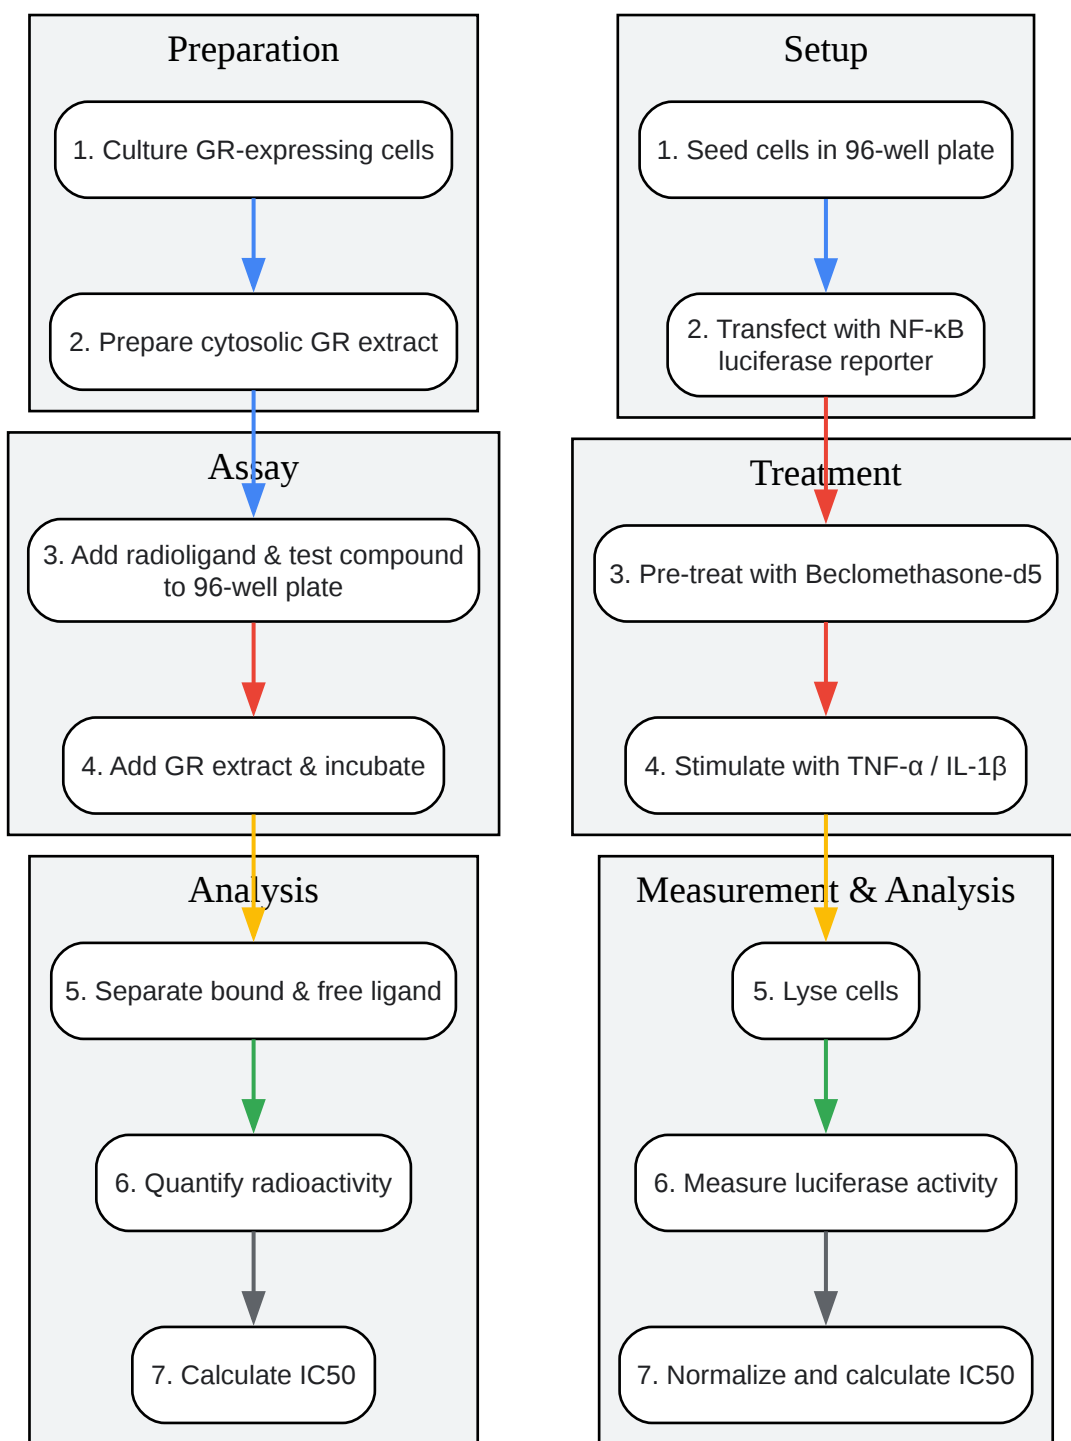 Preparation
1. Culture GR-expressing cells
2. Prepare cytosolic GR extract
Assay
3. Add radioligand & test compound
to 96-well plate
4. Add GR extract & incubate
Analysis
5. Separate bound & free ligand
6. Quantify radioactivity
7. Calculate IC50
Setup
1. Seed cells in 96-well plate
2. Transfect with NF-κB
luciferase reporter
Treatment
3. Pre-treat with Beclomethasone-d5
4. Stimulate with TNF-α / IL-1β
Measurement & Analysis
5. Lyse cells
6. Measure luciferase activity
7. Normalize and calculate IC50